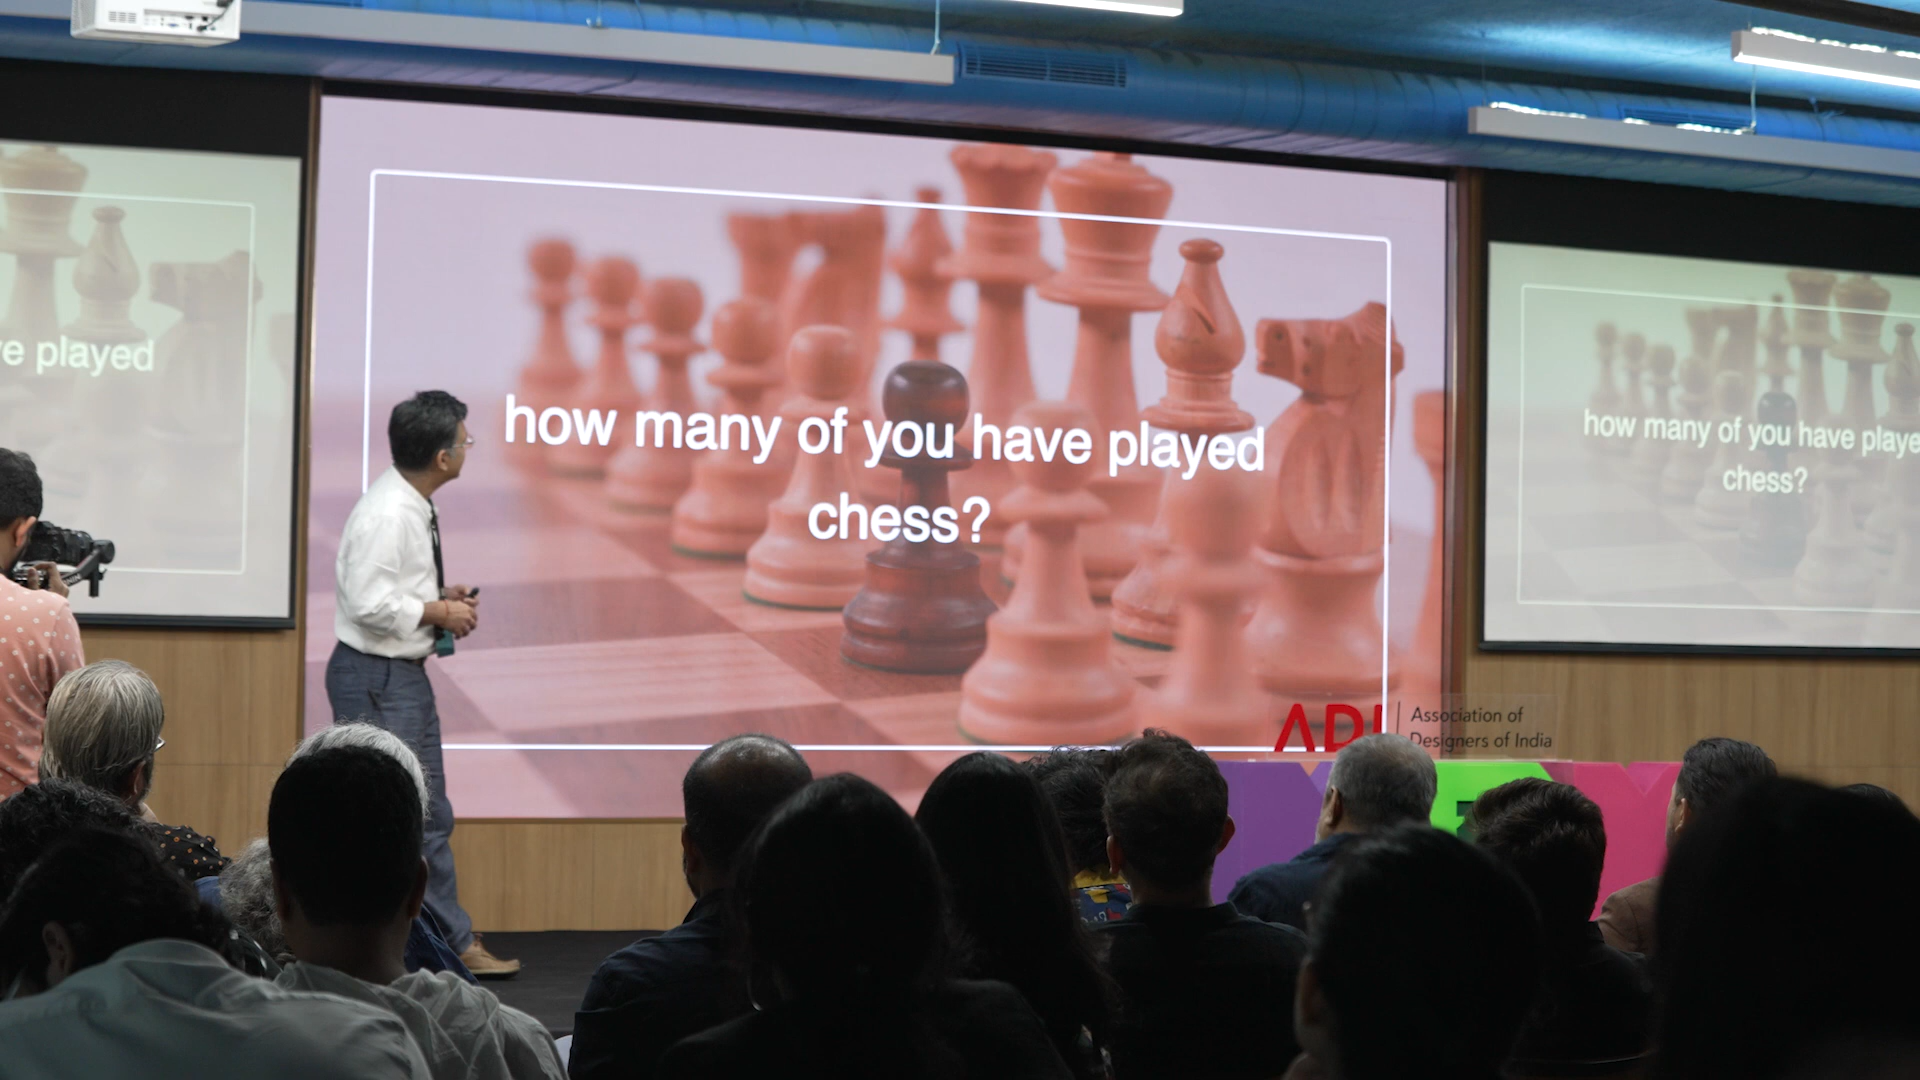 ve played
how many of you have played
chess?
how many of you have playe
chess?
ADI
Association of
Designers of India